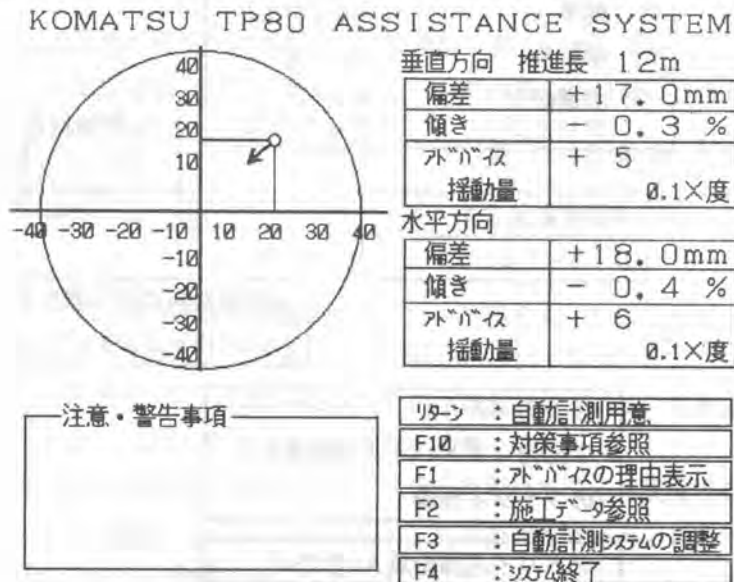 KOMATSU TP80 ASSISTANCE SYSTEM
40
30
20
10
-40 -30 -20 -10 10 20 30 40
-10
-20
-30
-40
垂直方向 推進長 12m
偏差 +17.0mm
傾き - 0.3 %
ｱﾄﾞﾊﾞｲｽ + 5
揺動量 0.1×度
水平方向
偏差 +18.0mm
傾き - 0.4 %
ｱﾄﾞﾊﾞｲｽ + 6
揺動量 0.1×度
注意・警告事項
ﾘﾀｰﾝ : 自動計測用意
F10 : 対策事項参照
F1 : ｱﾄﾞﾊﾞｲｽの理由表示
F2 : 施工ﾃﾞｰﾀ参照
F3 : 自動計測ｼｽﾃﾑの調整
F4 : ｼｽﾃﾑ終了